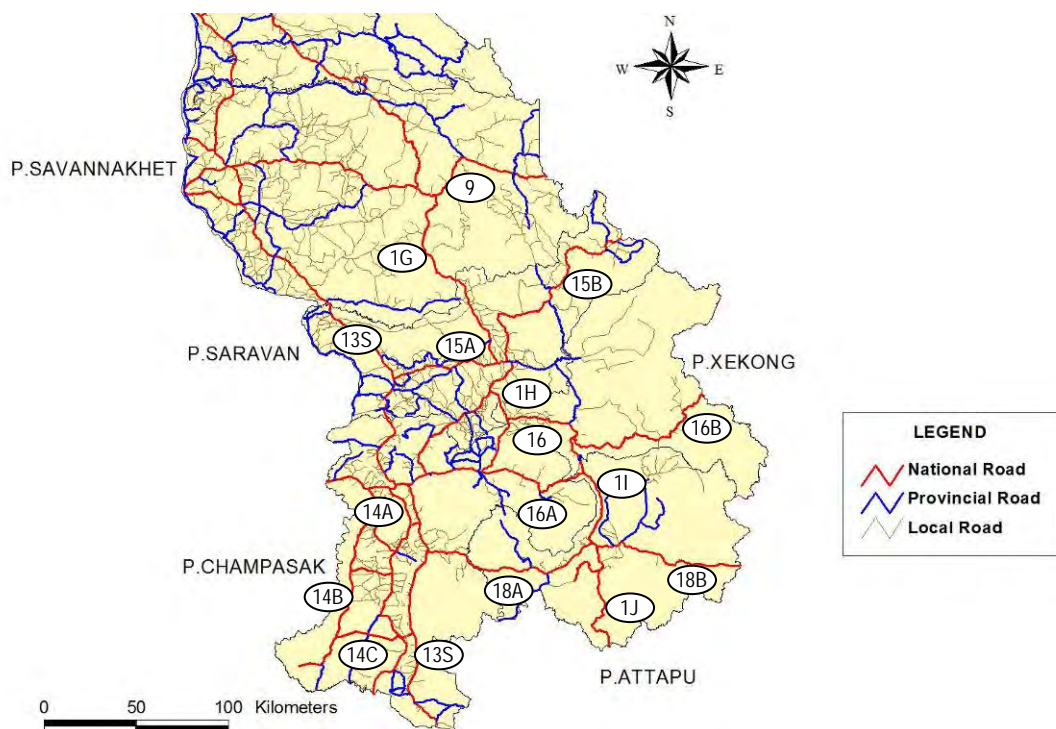 N
W E
S
P.SAVANNAKHET
9
1G
15B
13S
15A
P.SARAVAN
P.XEKONG
1H
16B
16
LEGEND
National Road
Provincial Road
Local Road
1I
14A
16A
P.CHAMPASAK
18B
18A
14B
1J
14C
13S
P.ATTAPU
0 50 100 Kilometers